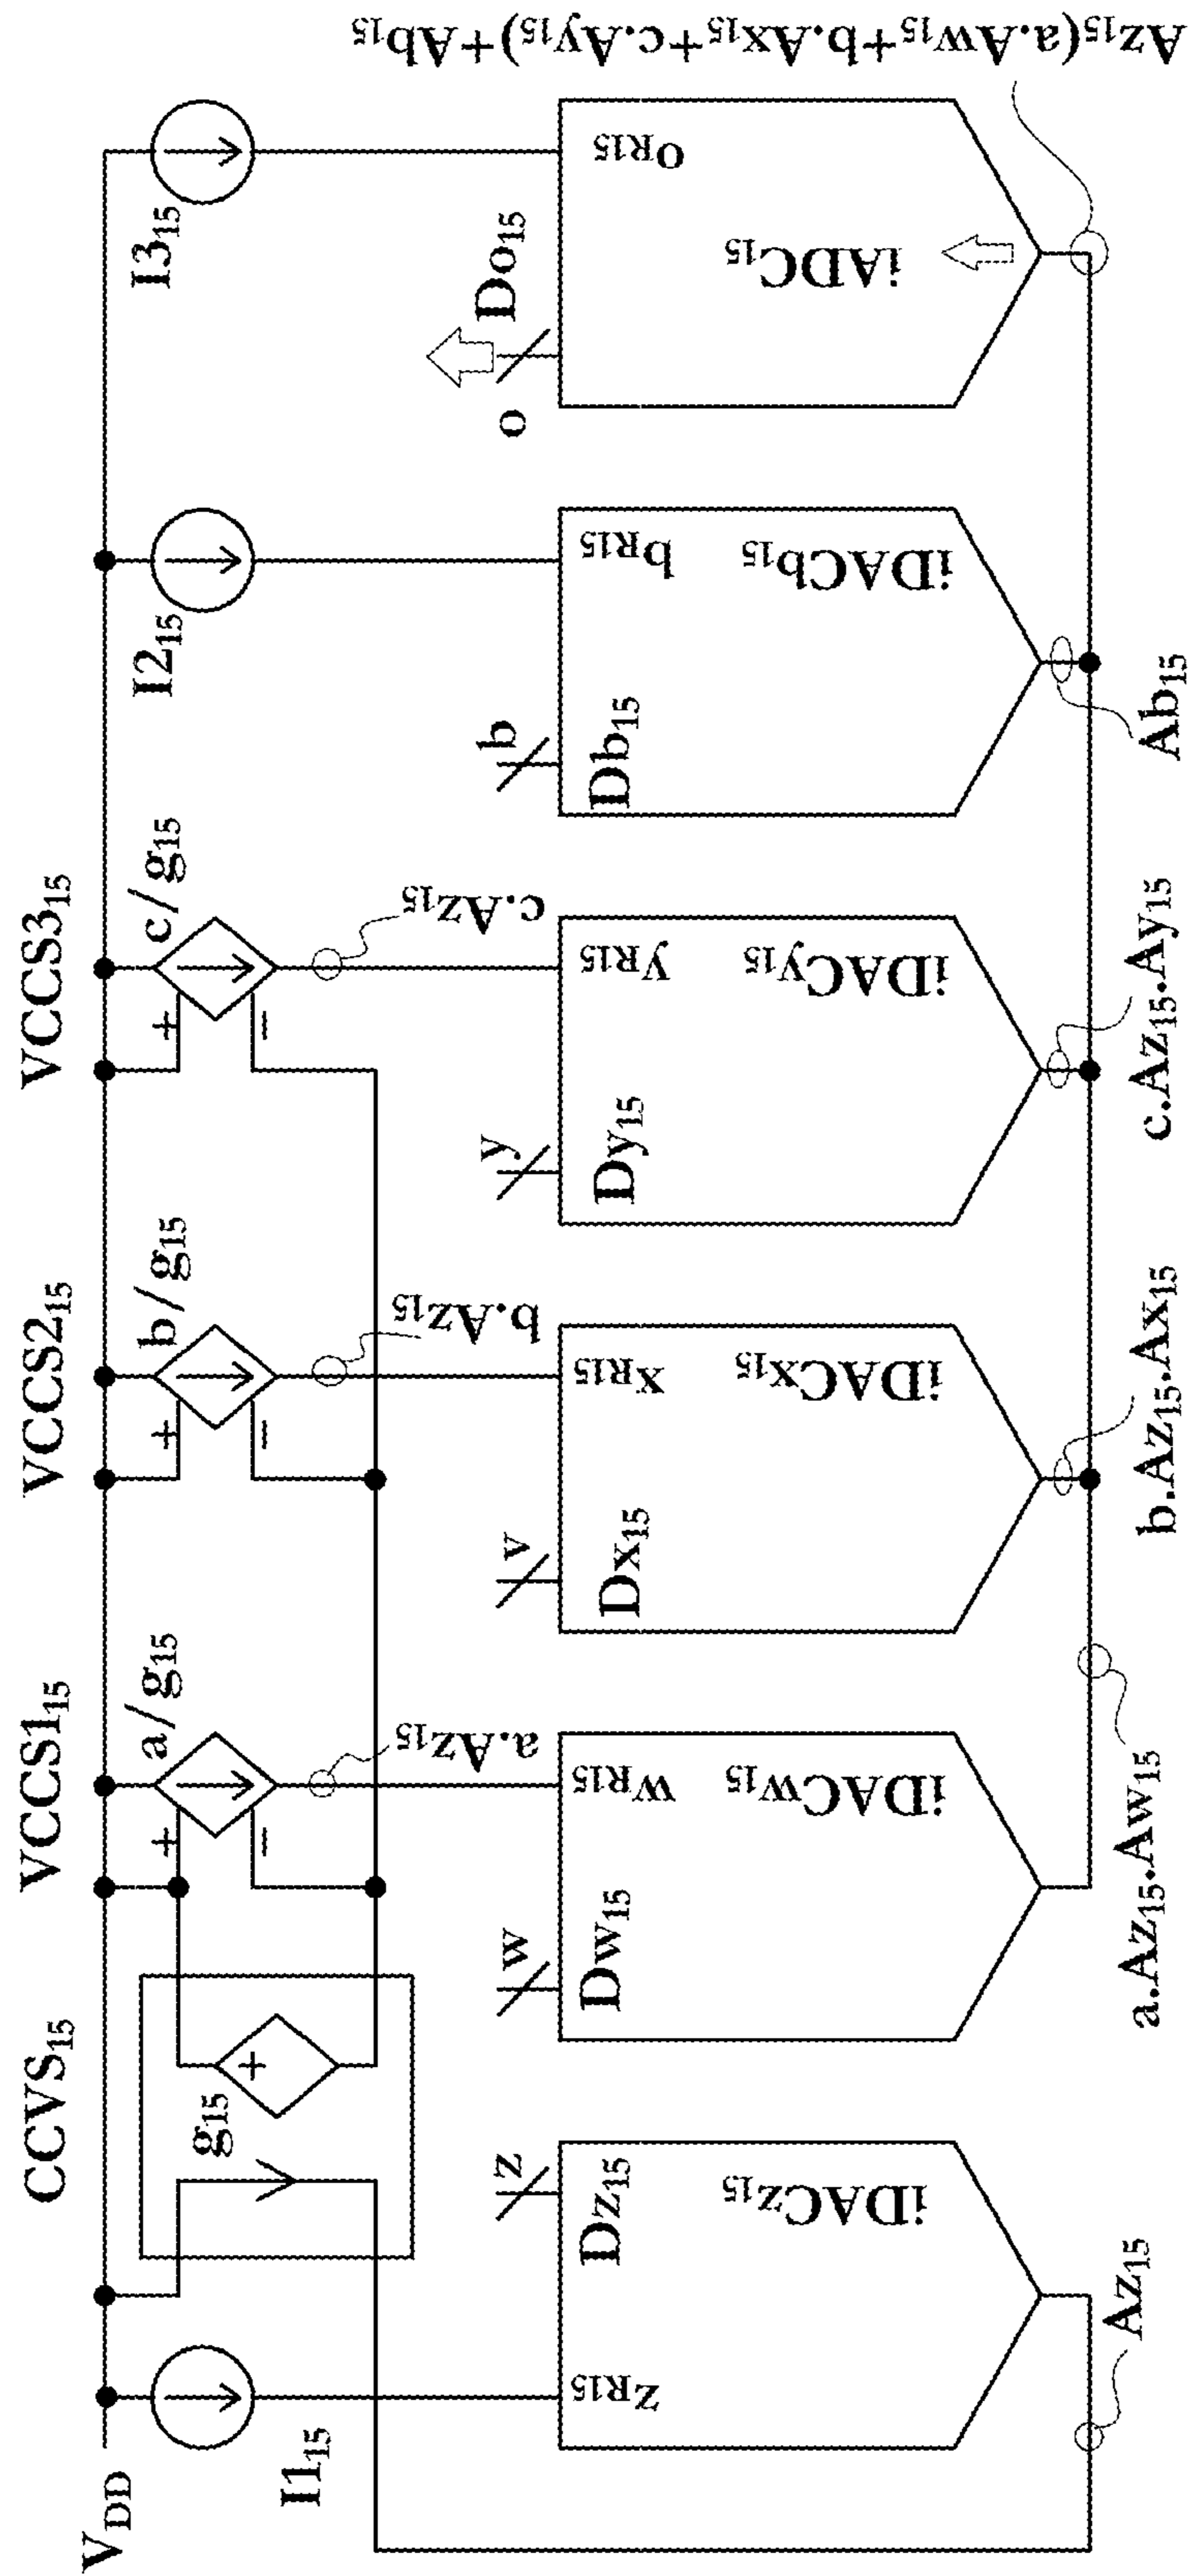 VDD
I1₁₅
CCVS₁₅
g₁₅
+
VCCS1₁₅
a/g₁₅
+
−
a.Az₁₅
VCCS2₁₅
b/g₁₅
+
−
b.Az₁₅
VCCS3₁₅
c/g₁₅
+
−
c.Az₁₅
I2₁₅
I3₁₅
zR15
z
Dz₁₅
iDACz₁₅
w
Dw₁₅
wR15
iDACw₁₅
v
Dx₁₅
xR15
iDACx₁₅
y
Dy₁₅
yR15
iDACy₁₅
b
Db₁₅
bR15
iDACb₁₅
o
Do₁₅
oR15
iADC₁₅
Az₁₅
a.Az₁₅.Aw₁₅
b.Az₁₅.Ax₁₅
c.Az₁₅.Ay₁₅
Ab₁₅
Az₁₅(a.Aw₁₅+b.Ax₁₅+c.Ay₁₅)+Ab₁₅